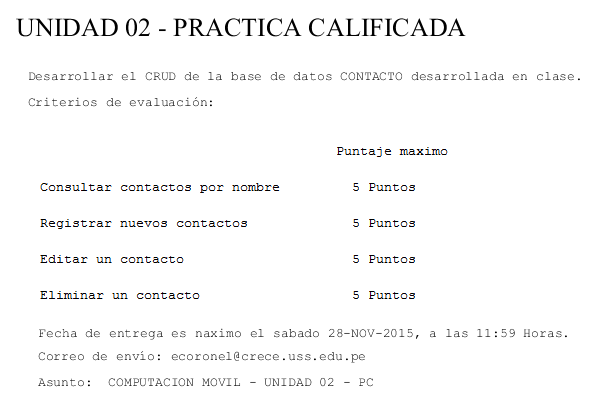 UNIDAD 02 - PRACTICA CALIFICADA
Desarrollar el CRUD de la base de datos CONTACTO desarrollada en clase.
Criterios de evaluación:
Puntaje maximo
Consultar contactos por nombre 5 Puntos
Registrar nuevos contactos 5 Puntos
Editar un contacto 5 Puntos
Eliminar un contacto 5 Puntos
Fecha de entrega es naximo el sabado 28-NOV-2015, a las 11:59 Horas.
Correo de envío: ecoronel@crece.uss.edu.pe
Asunto: COMPUTACION MOVIL - UNIDAD 02 - PC